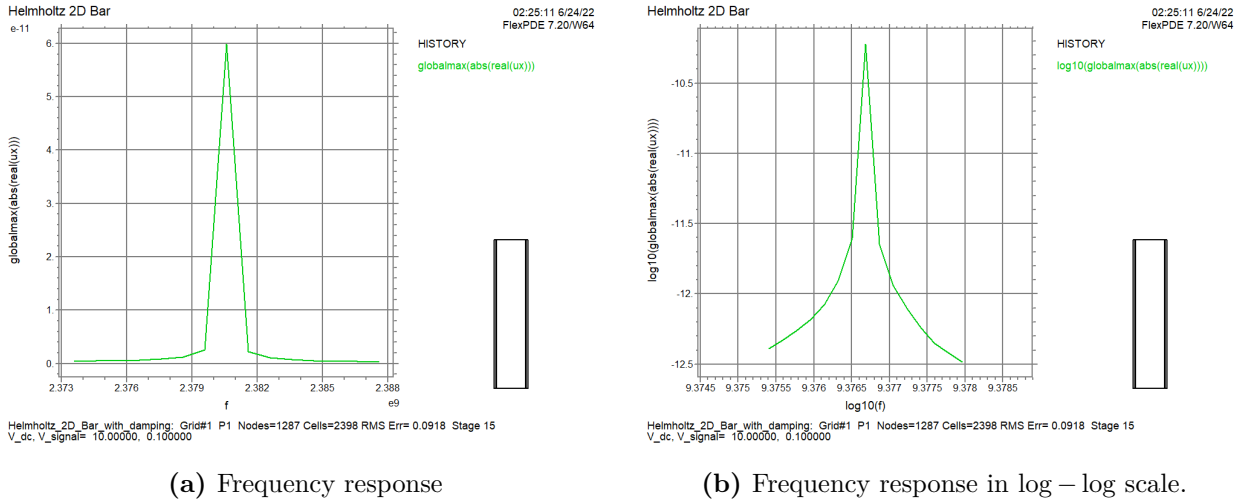 Helmholtz 2D Bar
02:25:11 6/24/22
FlexPDE 7.20/W64
e-11
HISTORY
globalmax(abs(real(ux)))
6.
5.
4.
3.
2.
1.
0.
globalmax(abs(real(ux)))
2.373 2.376 2.379 2.382 2.385 2.388
f
e9
Helmholtz_2D_Bar_with_damping: Grid#1 P1 Nodes=1287 Cells=2398 RMS Err= 0.0918 Stage 15
V_dc, V_signal= 10.00000, 0.100000
(a) Frequency response
Helmholtz 2D Bar
02:25:11 6/24/22
FlexPDE 7.20/W64
HISTORY
log10(globalmax(abs(real(ux))))
-10.5
-11.
-11.5
-12.
-12.5
log10(globalmax(abs(real(ux))))
9.3745 9.375 9.3755 9.376 9.3765 9.377 9.3775 9.378 9.3785
log10(f)
Helmholtz_2D_Bar_with_damping: Grid#1 P1 Nodes=1287 Cells=2398 RMS Err= 0.0918 Stage 15
V_dc, V_signal= 10.00000, 0.100000
(b) Frequency response in log − log scale.